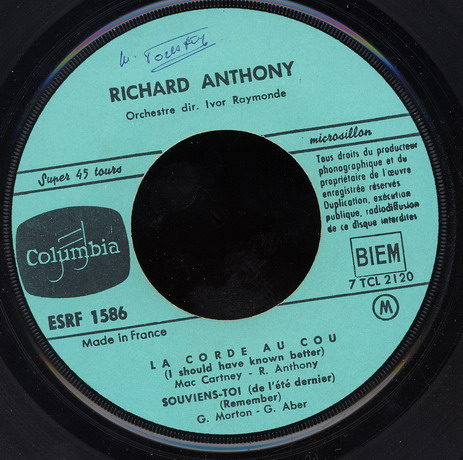 RICHARD ANTHONY
Orchestre dir. Ivor Raymonde
Super 45 tours
microsillon
Tous droits du producteur
phonographique et du
propriétaire de l'œuvre
enregistrée réservés
Duplication, exécution
publique, radiodiffusion
de ce disque interdites
Columbia
BIEM
7 TCL 2120
ESRF 1586
M
Made in France
LA CORDE AU COU
(I should have known better)
Mac Cartney - R. Anthony
SOUVIENS-TOI (de l'été dernier)
(Remember)
G. Morton - G. Aber